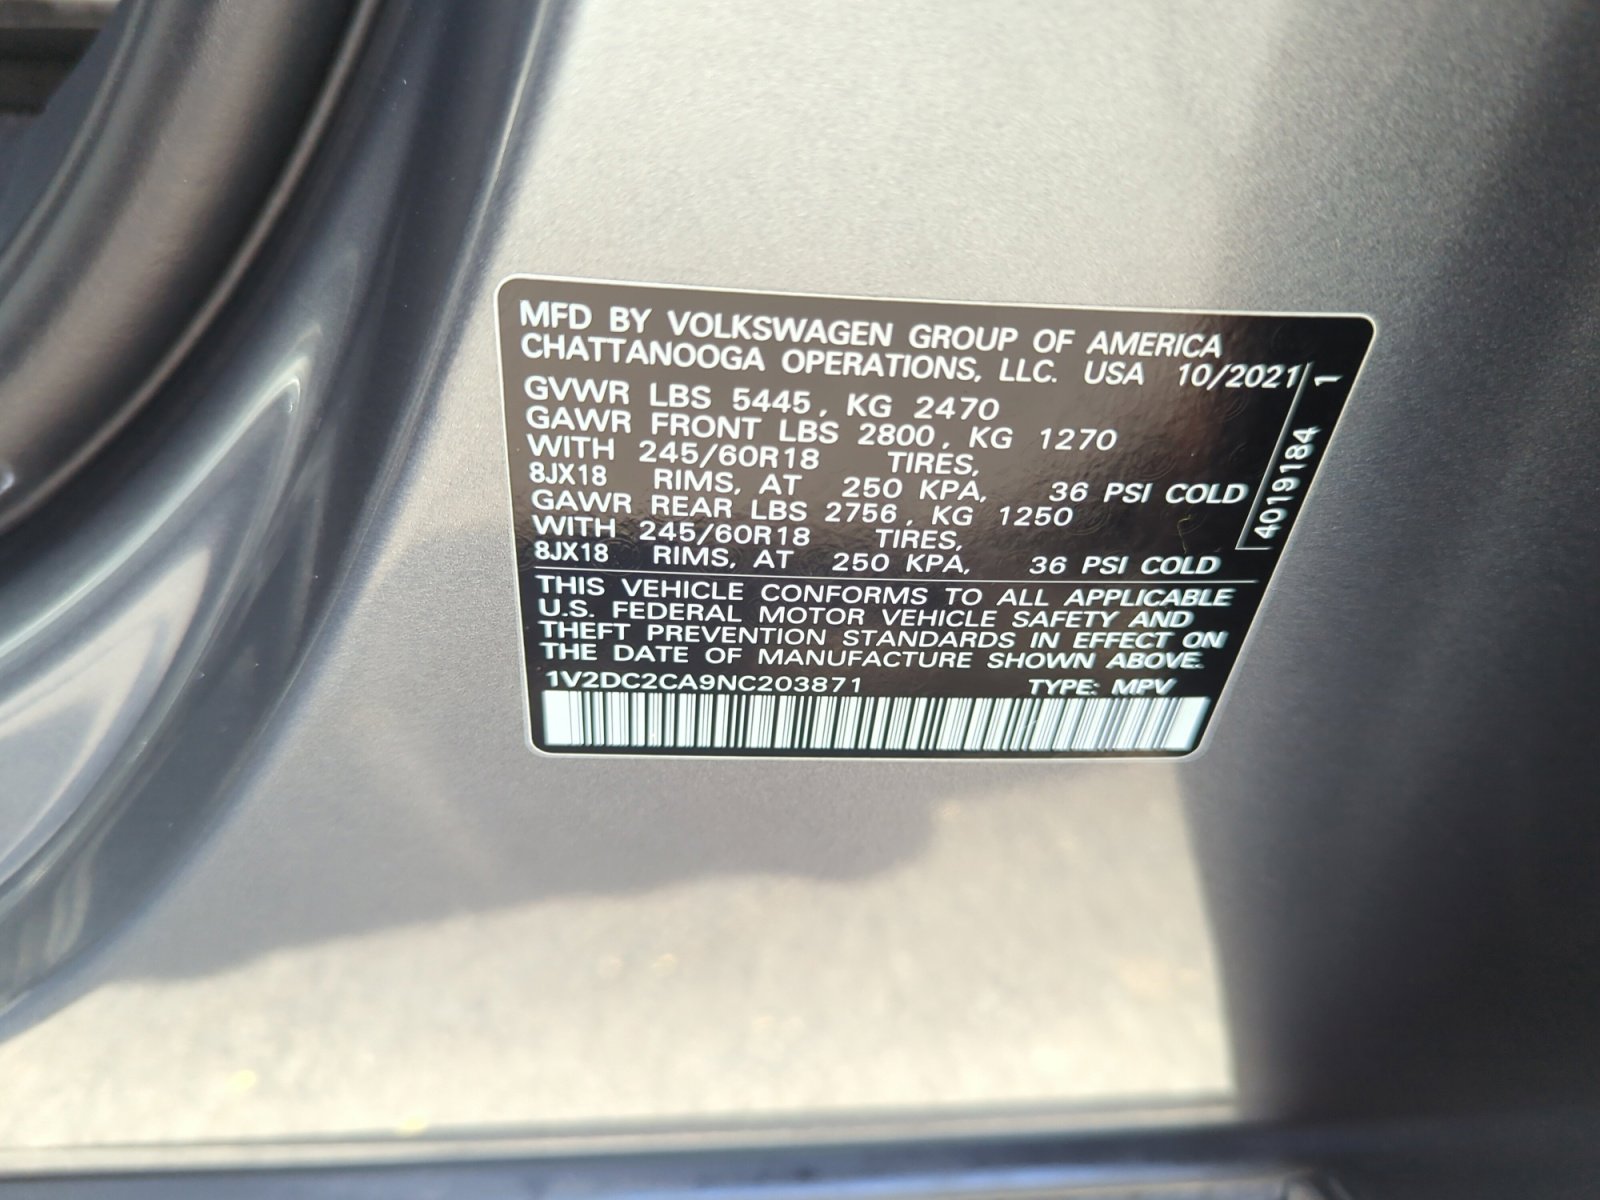 MFD BY VOLKSWAGEN GROUP OF AMERICA
CHATTANOOGA OPERATIONS, LLC. USA 10/2021
GVWR LBS 5445, KG 2470
GAWR FRONT LBS 2800, KG 1270
WITH 245/60R18 TIRES,
8JX18 RIMS, AT 250 KPA, 36 PSI COLD
GAWR REAR LBS 2756, KG 1250
WITH 245/60R18 TIRES,
8JX18 RIMS, AT 250 KPA, 36 PSI COLD
4019184 1
THIS VEHICLE CONFORMS TO ALL APPLICABLE
U.S. FEDERAL MOTOR VEHICLE SAFETY AND
THEFT PREVENTION STANDARDS IN EFFECT ON
THE DATE OF MANUFACTURE SHOWN ABOVE.
1V2DC2CA9NC203871 TYPE: MPV